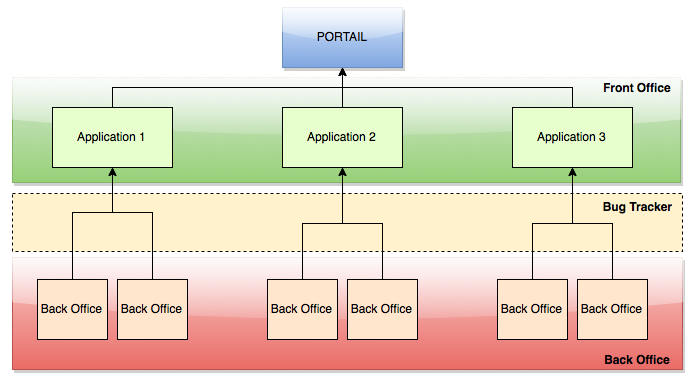 PORTAIL
Front Office
Application 1
Application 2
Application 3
Bug Tracker
Back Office
Back Office
Back Office
Back Office
Back Office
Back Office
Back Office